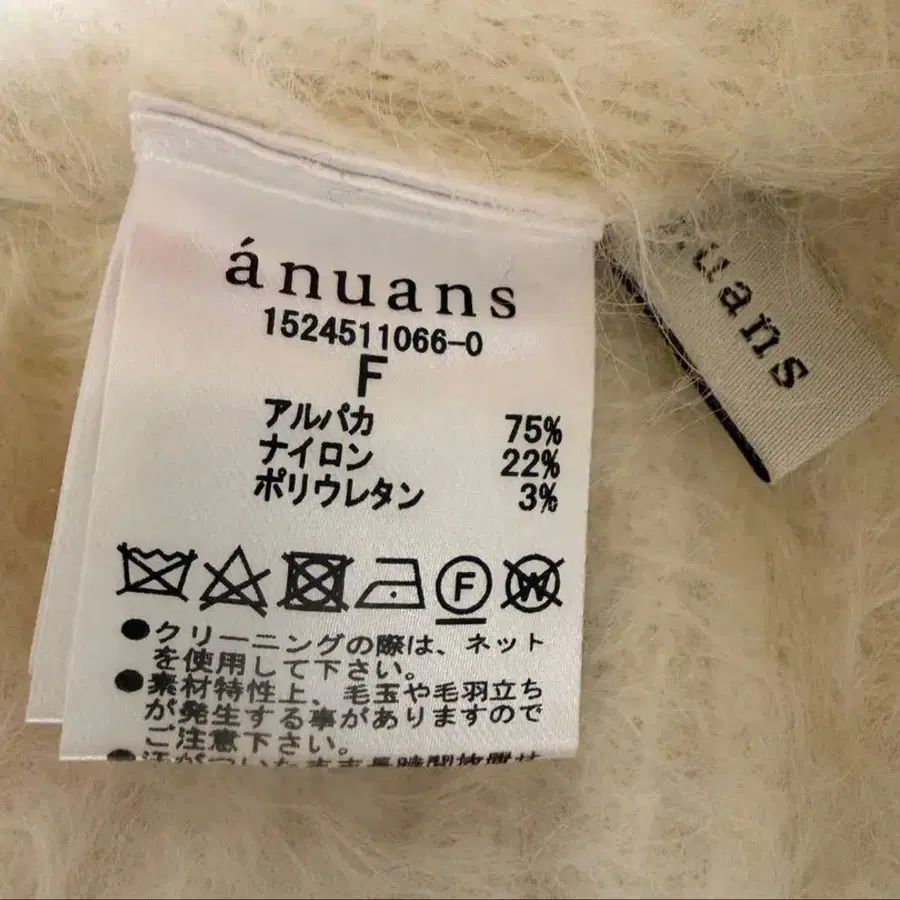 ánuans
1524511066-0
F
アルパカ 75%
ナイロン 22%
ポリウレタン 3%
F
W
●クリーニングの際は、ネット
を使用して下さい。
●素材特性上、毛玉や毛羽立ち
が発生する事がありますので
ご注意下さい。
uans